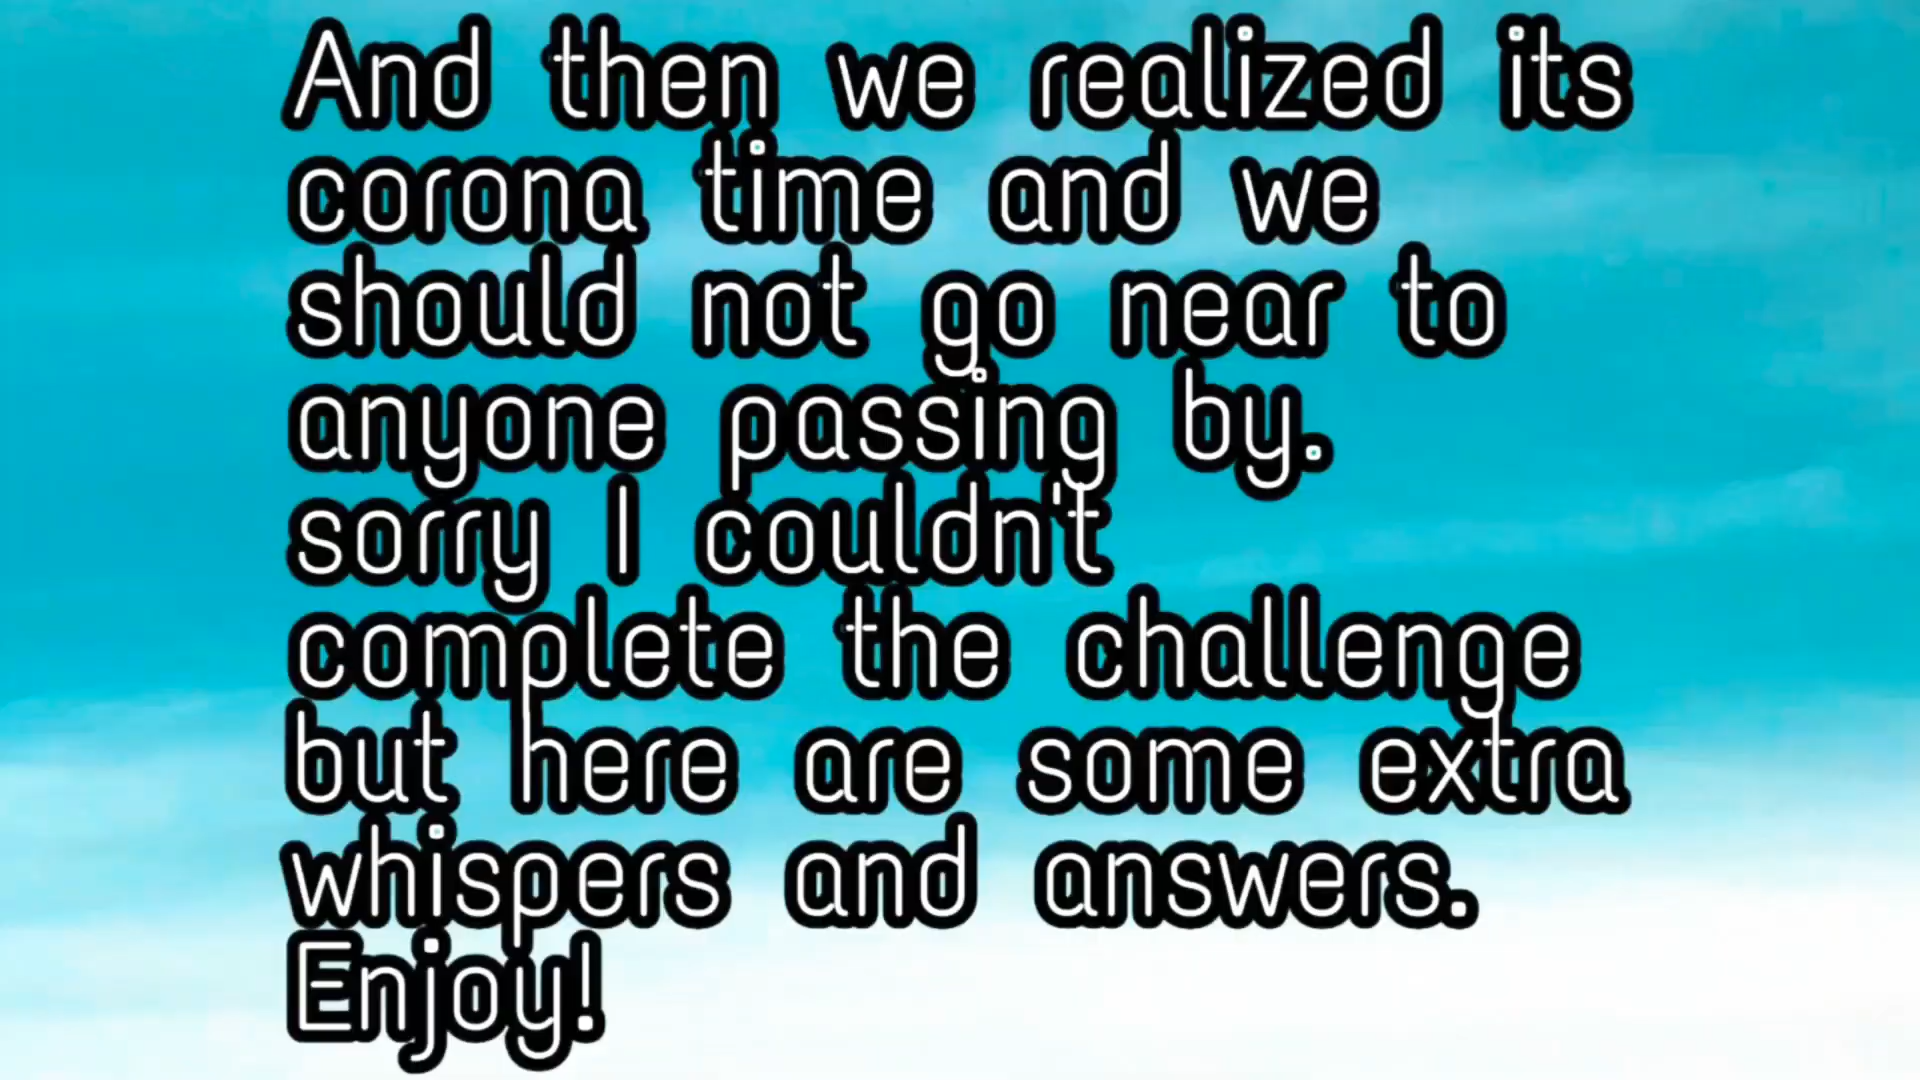 And then we realized its
corona time and we
should not go near to
anyone passing by.
sorry I couldn't
complete the challenge
but here are some extra
whispers and answers.
Enjoy!